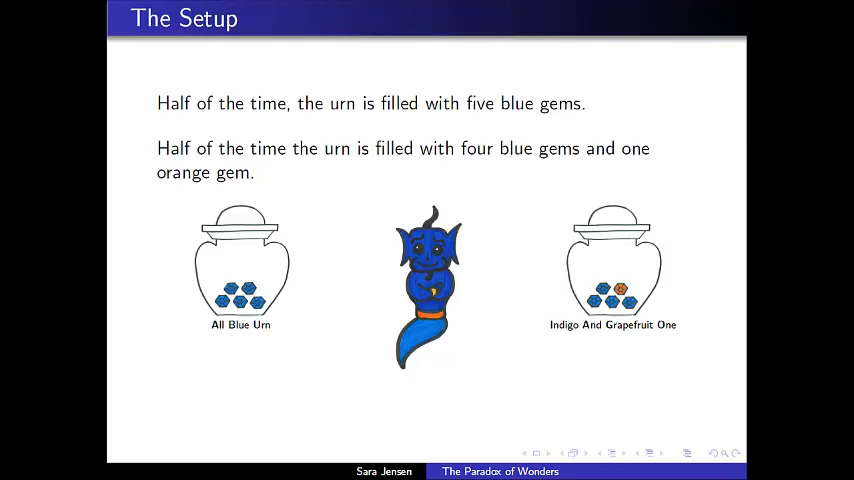 The Setup
Half of the time, the urn is filled with five blue gems.
Half of the time the urn is filled with four blue gems and one
orange gem.
All Blue Urn
Indigo And Grapefruit One
Sara Jensen
The Paradox of Wonders